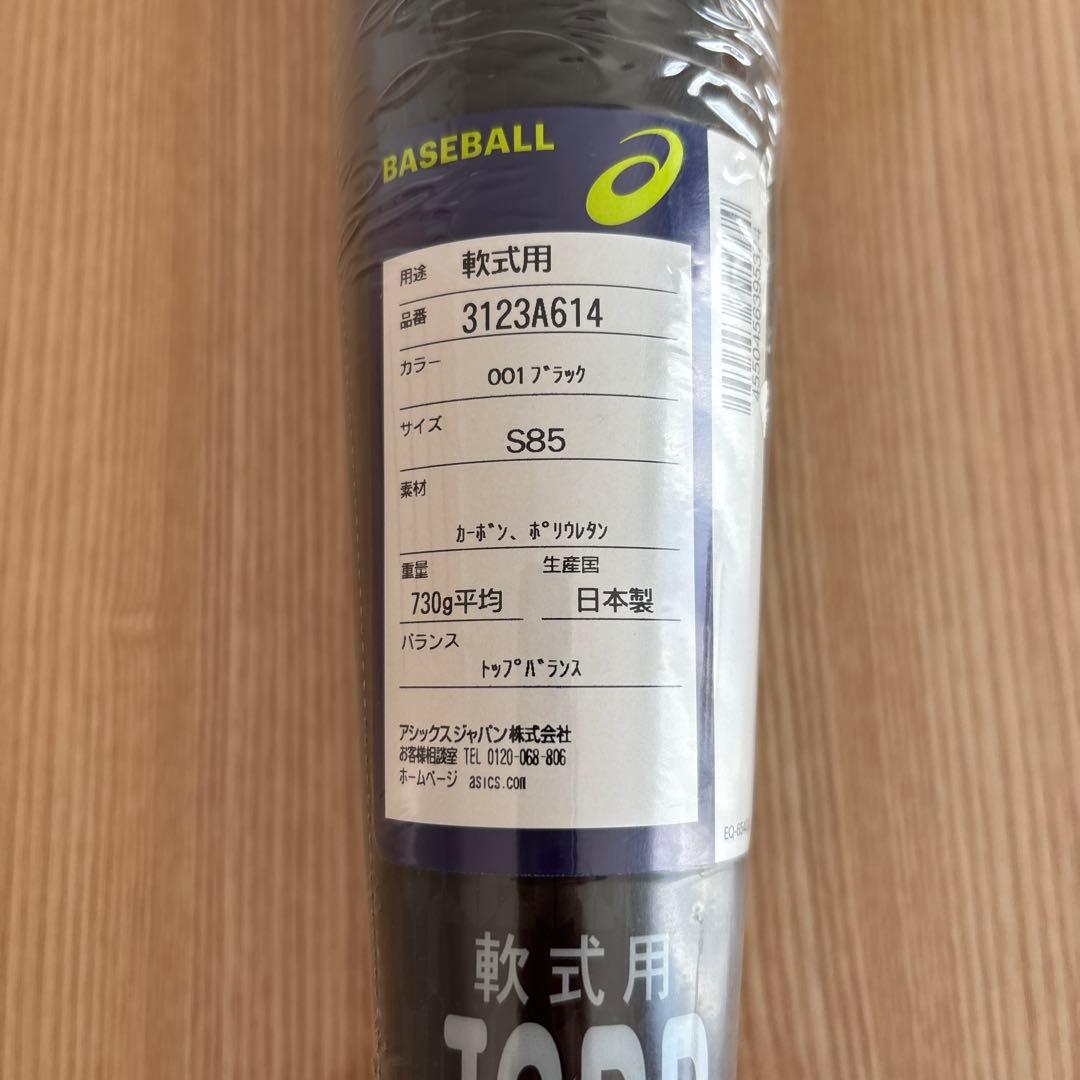 BASEBALL
用途 軟式用
品番 3123A614
カラー
001ブラック
サイズ
S85
素材
カーボン、ポリウレタン
重量 生産国
730g平均 日本製
バランス
トップバランス
アシックスジャパン株式会社
お客様相談室 TEL 0120-068-806
ホームページ asics.com
4550456395374
軟式用